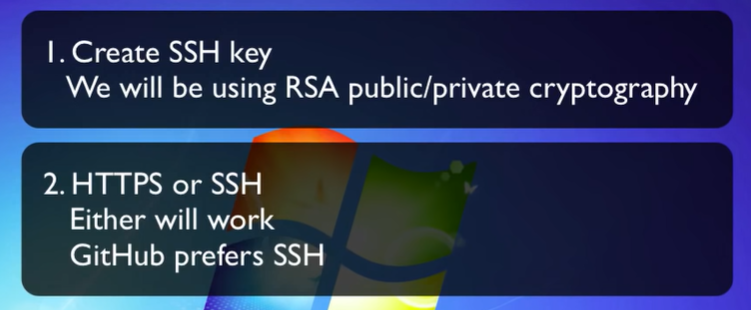 1. Create SSH key
We will be using RSA public/private cryptography
2. HTTPS or SSH
Either will work
GitHub prefers SSH